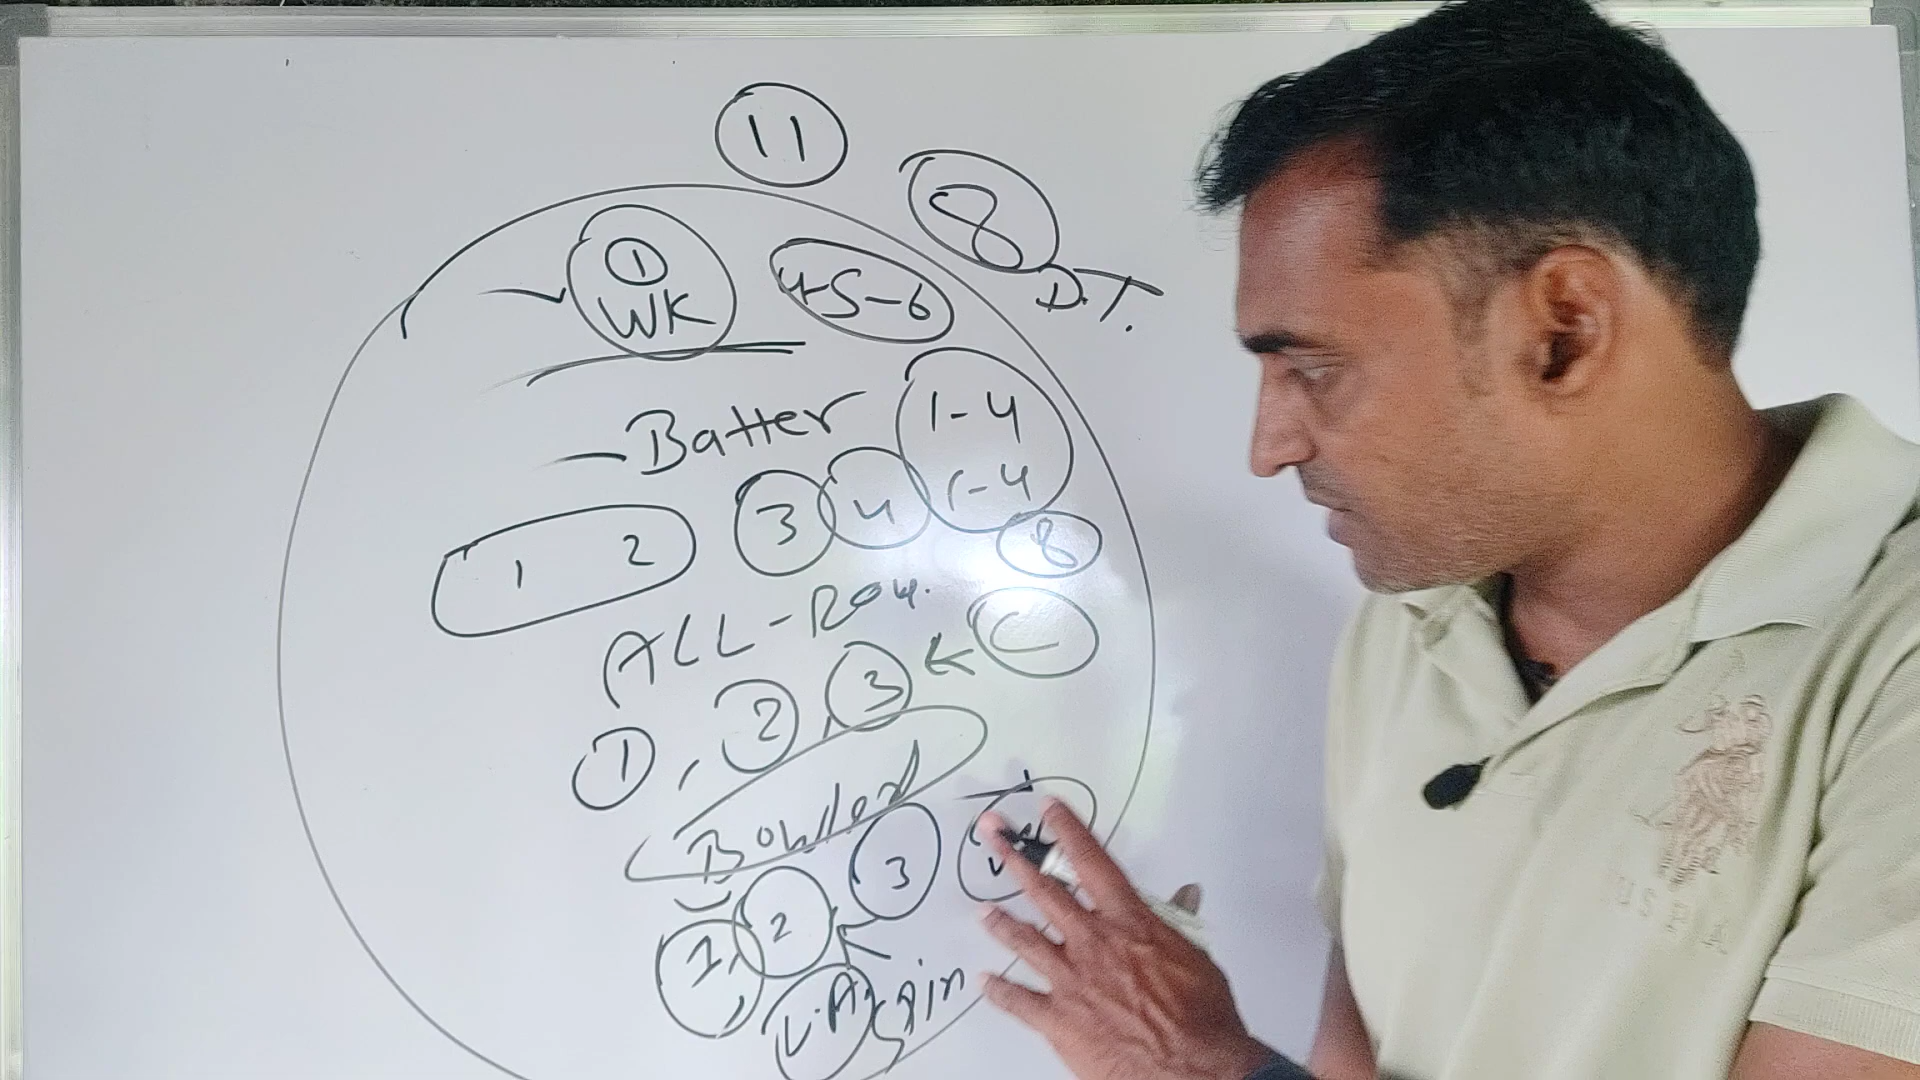 11
8
D.T.
1
WK
4-5-6
Batter
1-4
1-4
1 2 3 4
8
ALL-Rou.
C
1, 2, 3
Bowler
1, 2 3
L.A. Spin